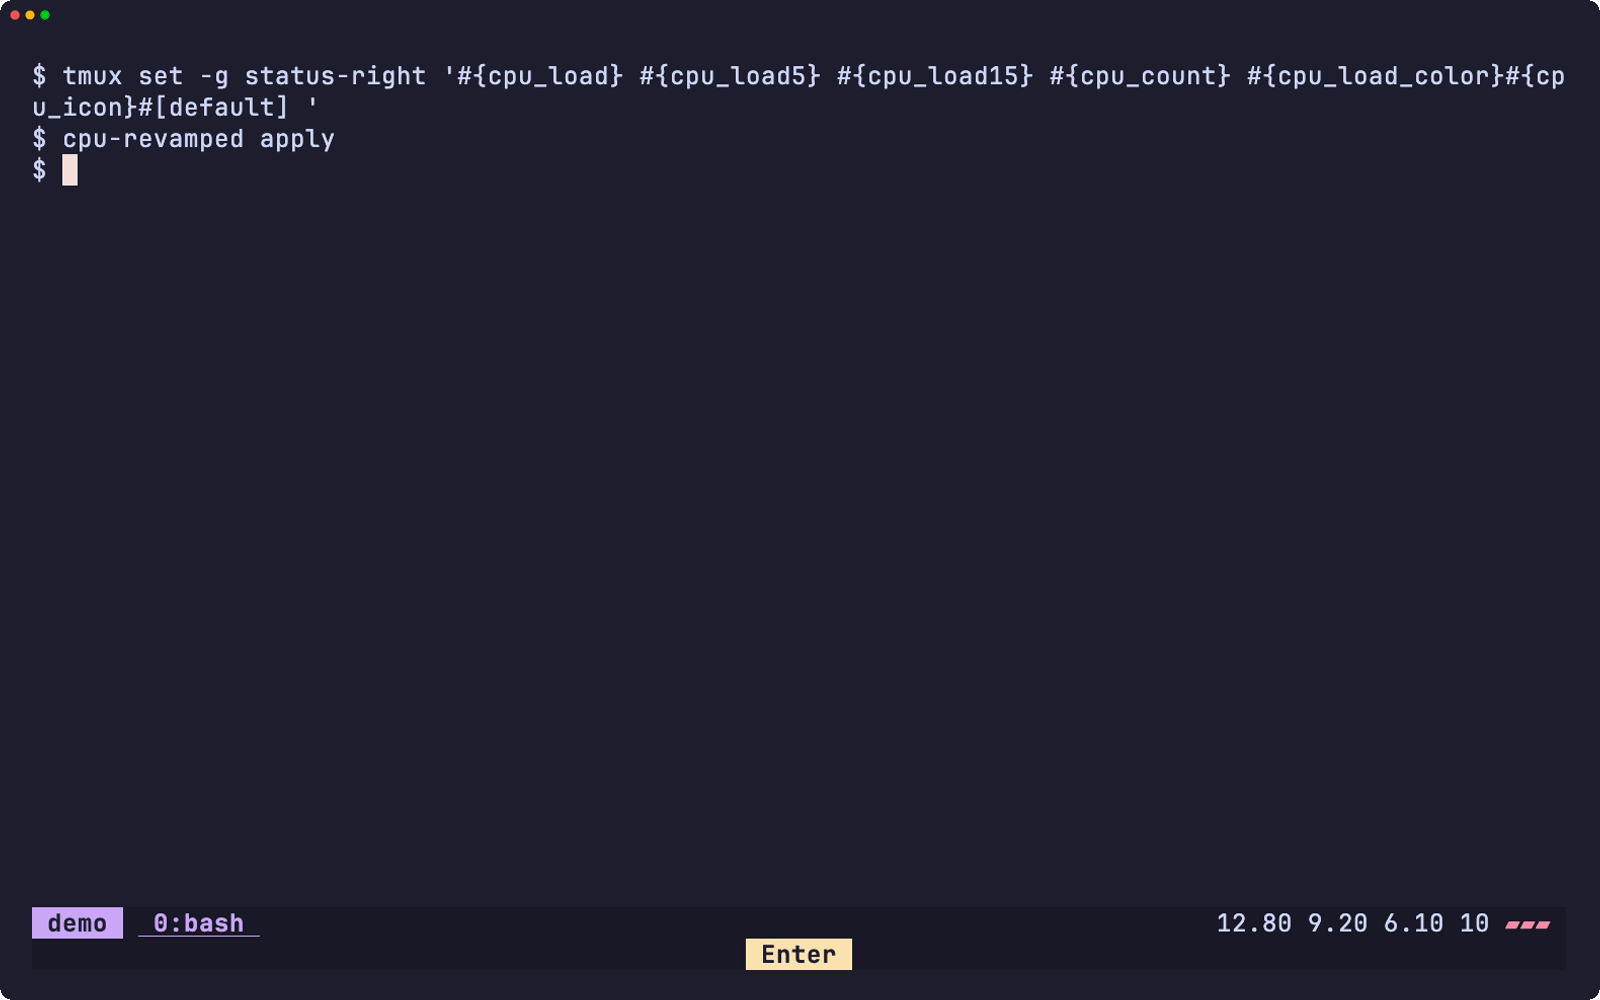 $ tmux set -g status-right '#{cpu_load} #{cpu_load5} #{cpu_load15} #{cpu_count} #{cpu_load_color}#{cp
u_icon}#[default] '
$ cpu-revamped apply
$
demo 0:bash 12.80 9.20 6.10 10 ▰▰▰
Enter